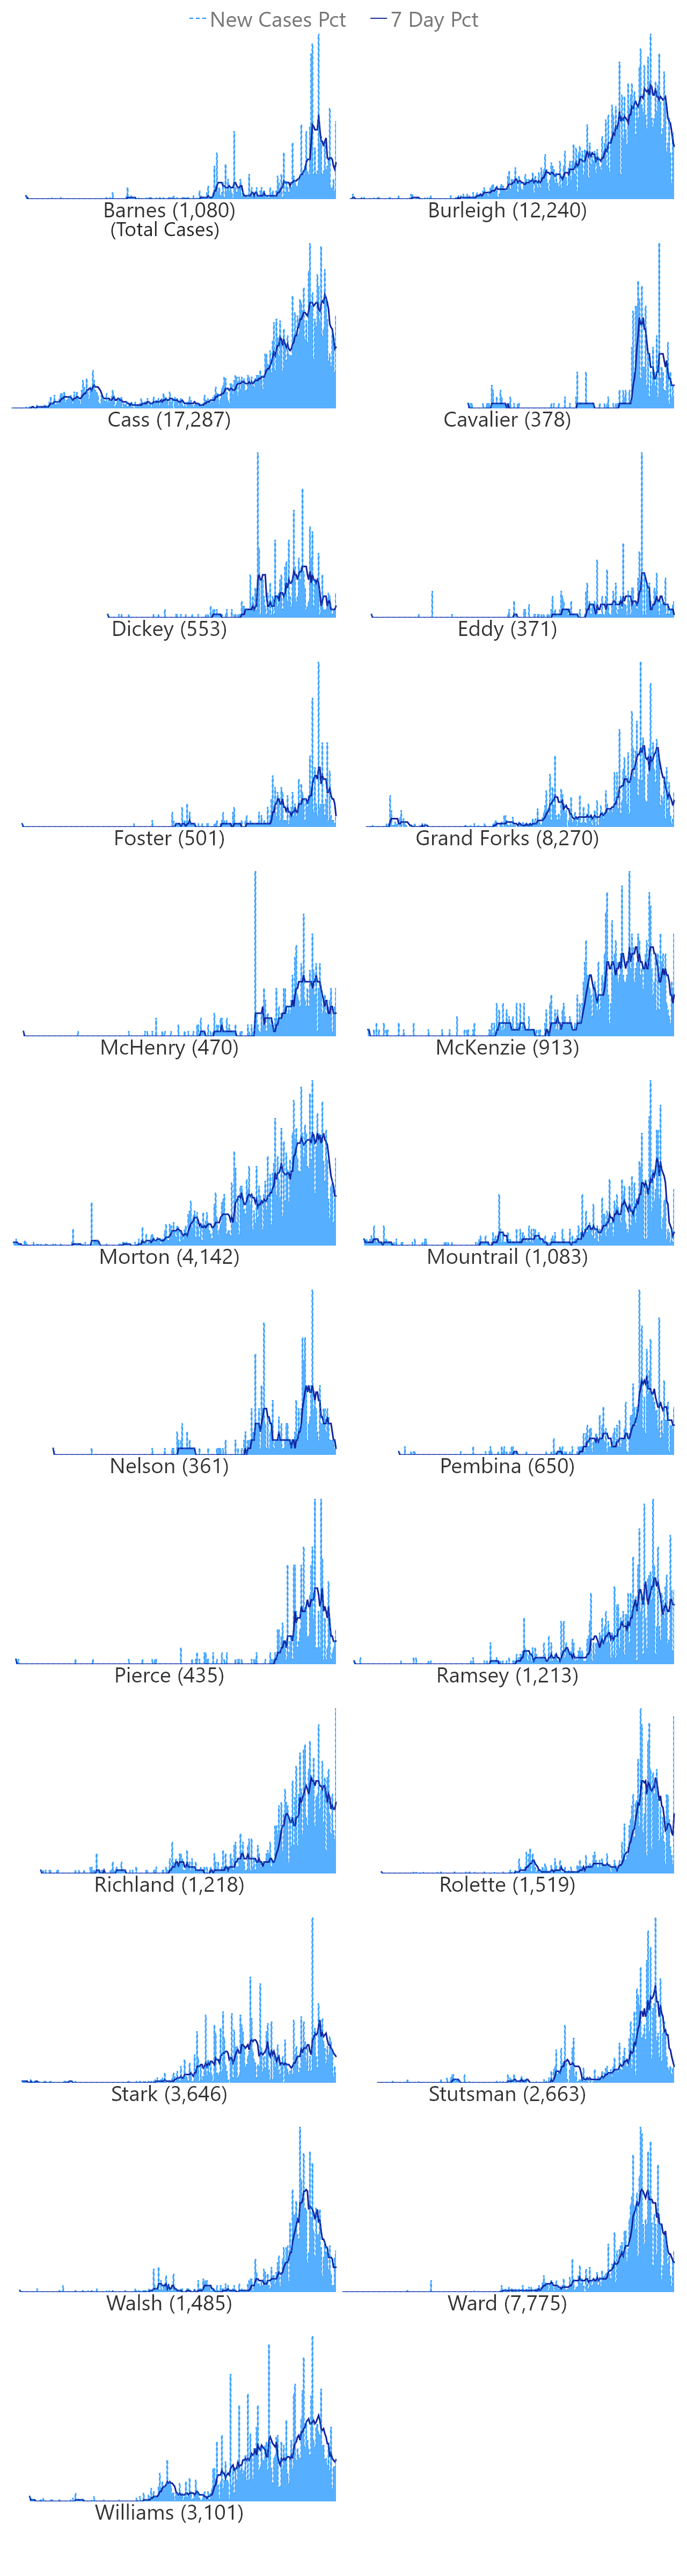 New Cases Pct 7 Day Pct
Barnes (1,080) Burleigh (12,240)
(Total Cases)
Cass (17,287) Cavalier (378)
Dickey (553) Eddy (371)
Foster (501) Grand Forks (8,270)
McHenry (470) McKenzie (913)
Morton (4,142) Mountrail (1,083)
Nelson (361) Pembina (650)
Pierce (435) Ramsey (1,213)
Richland (1,218) Rolette (1,519)
Stark (3,646) Stutsman (2,663)
Walsh (1,485) Ward (7,775)
Williams (3,101)